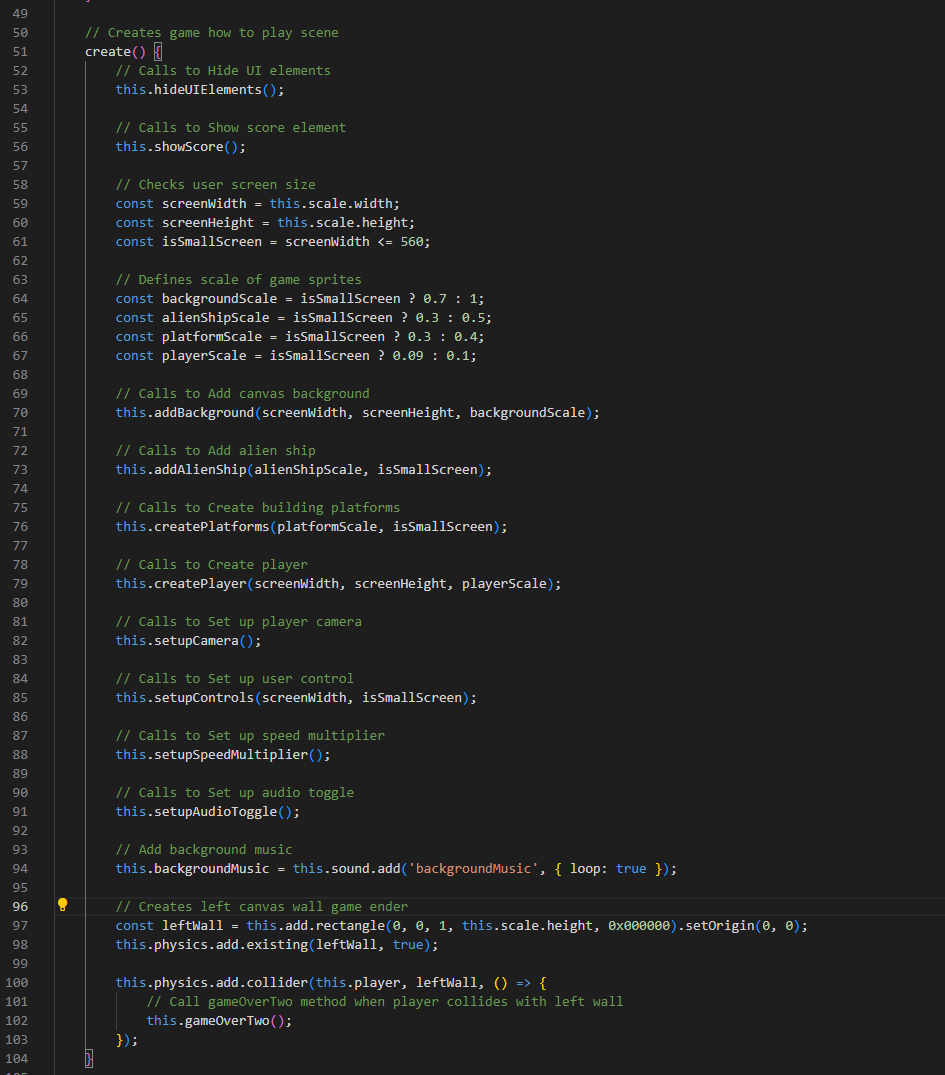 49
50 // Creates game how to play scene
51 create() {
52 // Calls to Hide UI elements
53 this.hideUIElements();
54
55 // Calls to Show score element
56 this.showScore();
57
58 // Checks user screen size
59 const screenWidth = this.scale.width;
60 const screenHeight = this.scale.height;
61 const isSmallScreen = screenWidth <= 560;
62
63 // Defines scale of game sprites
64 const backgroundScale = isSmallScreen ? 0.7 : 1;
65 const alienShipScale = isSmallScreen ? 0.3 : 0.5;
66 const platformScale = isSmallScreen ? 0.3 : 0.4;
67 const playerScale = isSmallScreen ? 0.09 : 0.1;
68
69 // Calls to Add canvas background
70 this.addBackground(screenWidth, screenHeight, backgroundScale);
71
72 // Calls to Add alien ship
73 this.addAlienShip(alienShipScale, isSmallScreen);
74
75 // Calls to Create building platforms
76 this.createPlatforms(platformScale, isSmallScreen);
77
78 // Calls to Create player
79 this.createPlayer(screenWidth, screenHeight, playerScale);
80
81 // Calls to Set up player camera
82 this.setupCamera();
83
84 // Calls to Set up user control
85 this.setupControls(screenWidth, isSmallScreen);
86
87 // Calls to Set up speed multiplier
88 this.setupSpeedMultiplier();
89
90 // Calls to Set up audio toggle
91 this.setupAudioToggle();
92
93 // Add background music
94 this.backgroundMusic = this.sound.add('backgroundMusic', { loop: true });
95
96 // Creates left canvas wall game ender
97 const leftWall = this.add.rectangle(0, 0, 1, this.scale.height, 0x000000).setOrigin(0, 0);
98 this.physics.add.existing(leftWall, true);
99
100 this.physics.add.collider(this.player, leftWall, () => {
101 // Call gameOverTwo method when player collides with left wall
102 this.gameOverTwo();
103 });
104 }